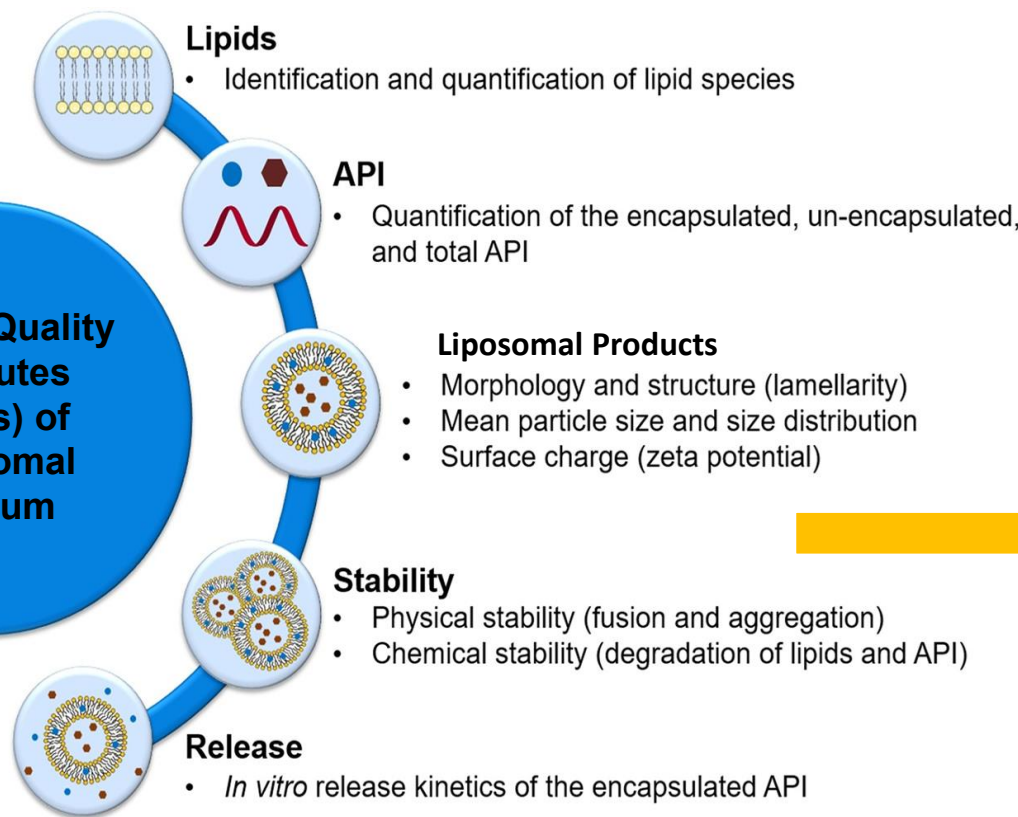 Lipids
• Identification and quantification of lipid species
API
• Quantification of the encapsulated, un-encapsulated,
and total API
Quality
utes
s) of
omal
um
Liposomal Products
• Morphology and structure (lamellarity)
• Mean particle size and size distribution
• Surface charge (zeta potential)
Stability
• Physical stability (fusion and aggregation)
• Chemical stability (degradation of lipids and API)
Release
• In vitro release kinetics of the encapsulated API